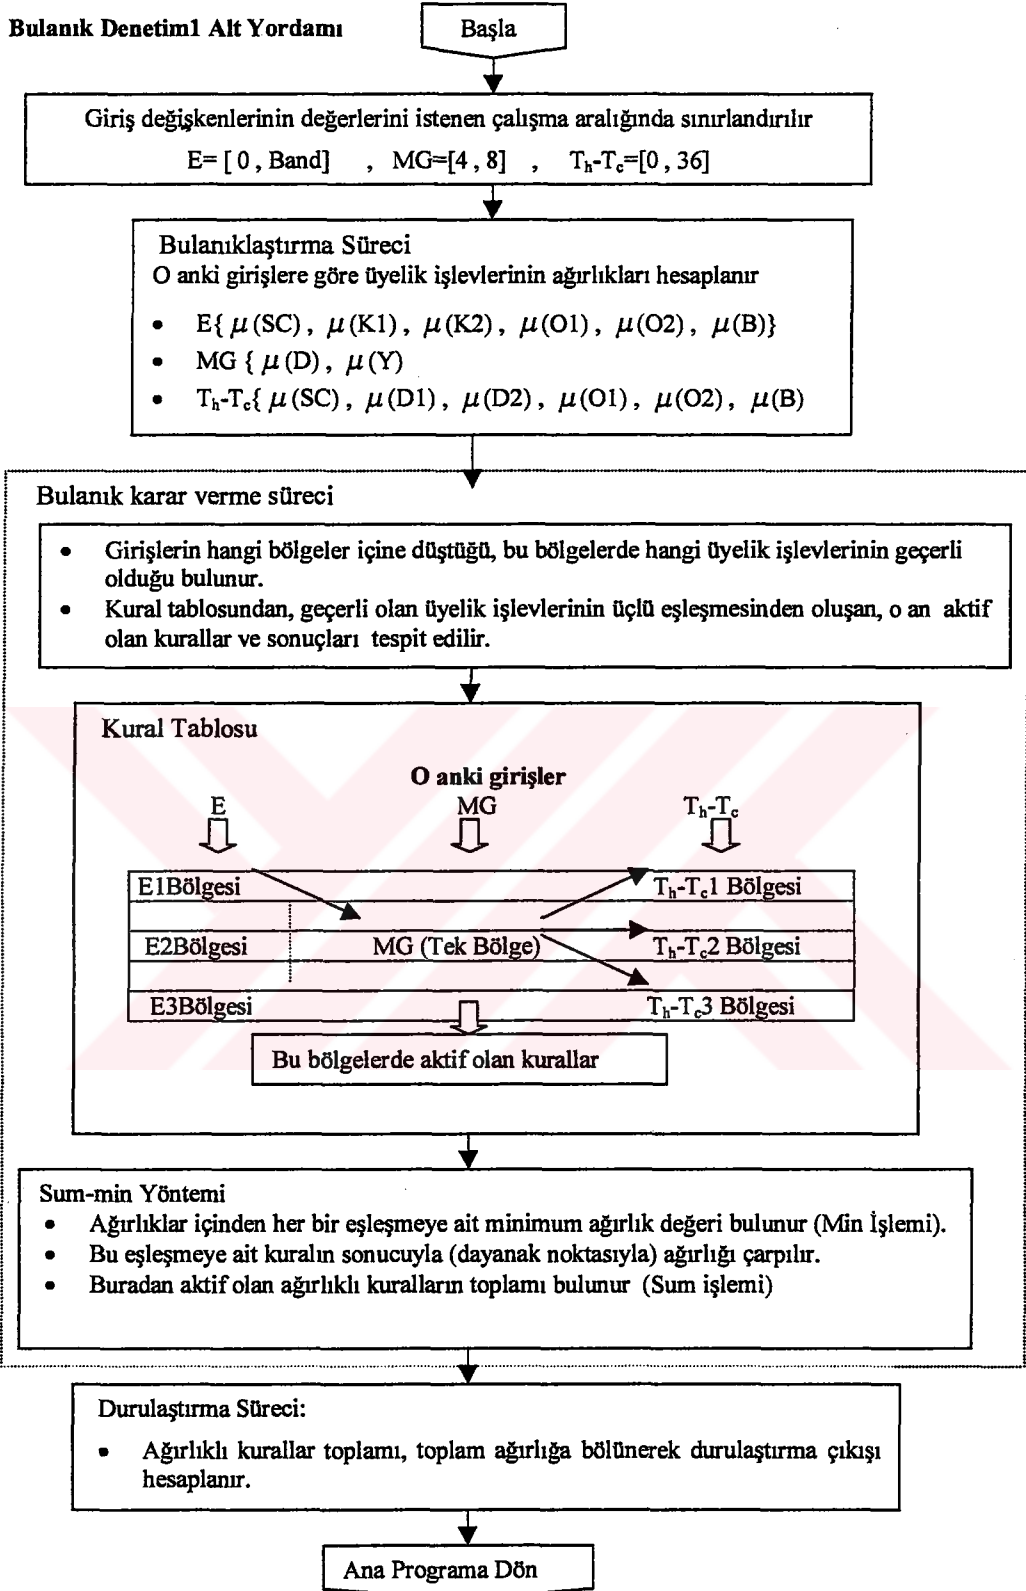 Bulanık Denetim1 Alt Yordamı
Başla
Giriş değişkenlerinin değerlerini istenen çalışma aralığında sınırlandırılır
E= [ 0 , Band] , MG=[4 , 8] , Th-Tc=[0 , 36]
Bulanıklaştırma Süreci
O anki girişlere göre üyelik işlevlerinin ağırlıkları hesaplanır
• E{ μ(SC) , μ(K1), μ(K2), μ(O1), μ(O2), μ(B)}
• MG { μ(D) , μ(Y)
• Th-Tc{ μ(SC) , μ(D1), μ(D2), μ(O1), μ(O2), μ(B)
Bulanık karar verme süreci
• Girişlerin hangi bölgeler içine düştüğü, bu bölgelerde hangi üyelik işlevlerinin geçerli
olduğu bulunur.
• Kural tablosundan, geçerli olan üyelik işlevlerinin üçlü eşleşmesinden oluşan, o an aktif
olan kurallar ve sonuçları tespit edilir.
Kural Tablosu
O anki girişler
E MG Th-Tc
E1Bölgesi Th-Tc1 Bölgesi
E2Bölgesi MG (Tek Bölge) Th-Tc2 Bölgesi
E3Bölgesi Th-Tc3 Bölgesi
Bu bölgelerde aktif olan kurallar
Sum-min Yöntemi
• Ağırlıklar içinden her bir eşleşmeye ait minimum ağırlık değeri bulunur (Min İşlemi).
• Bu eşleşmeye ait kuralın sonucuyla (dayanak noktasıyla) ağırlığı çarpılır.
• Buradan aktif olan ağırlıklı kuralların toplamı bulunur (Sum işlemi)
Durulaştırma Süreci:
• Ağırlıklı kurallar toplamı, toplam ağırlığa bölünerek durulaştırma çıkışı
hesaplanır.
Ana Programa Dön